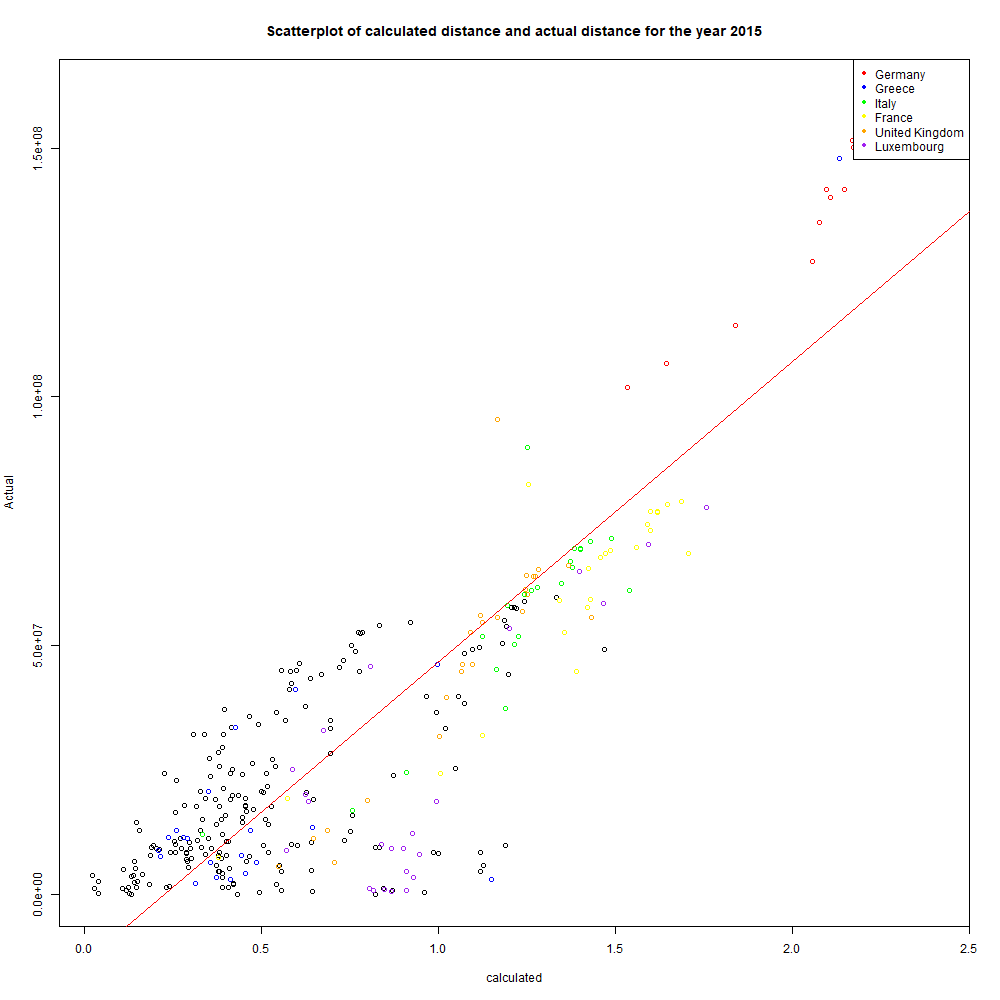 Scatterplot of calculated distance and actual distance for the year 2015
Germany
Greece
Italy
France
United Kingdom
Luxembourg
1.5e+08
1.0e+08
5.0e+07
0.0e+00
Actual
0.0
0.5
1.0
1.5
2.0
2.5
calculated